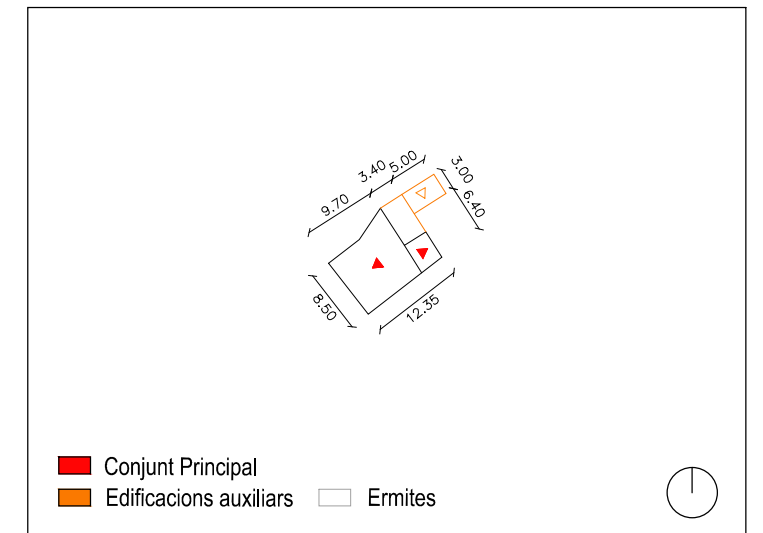 9.70
3.40
5.00
3.00
6.40
8.50
12.35
Conjunt Principal
Edificacions auxiliars
Ermites